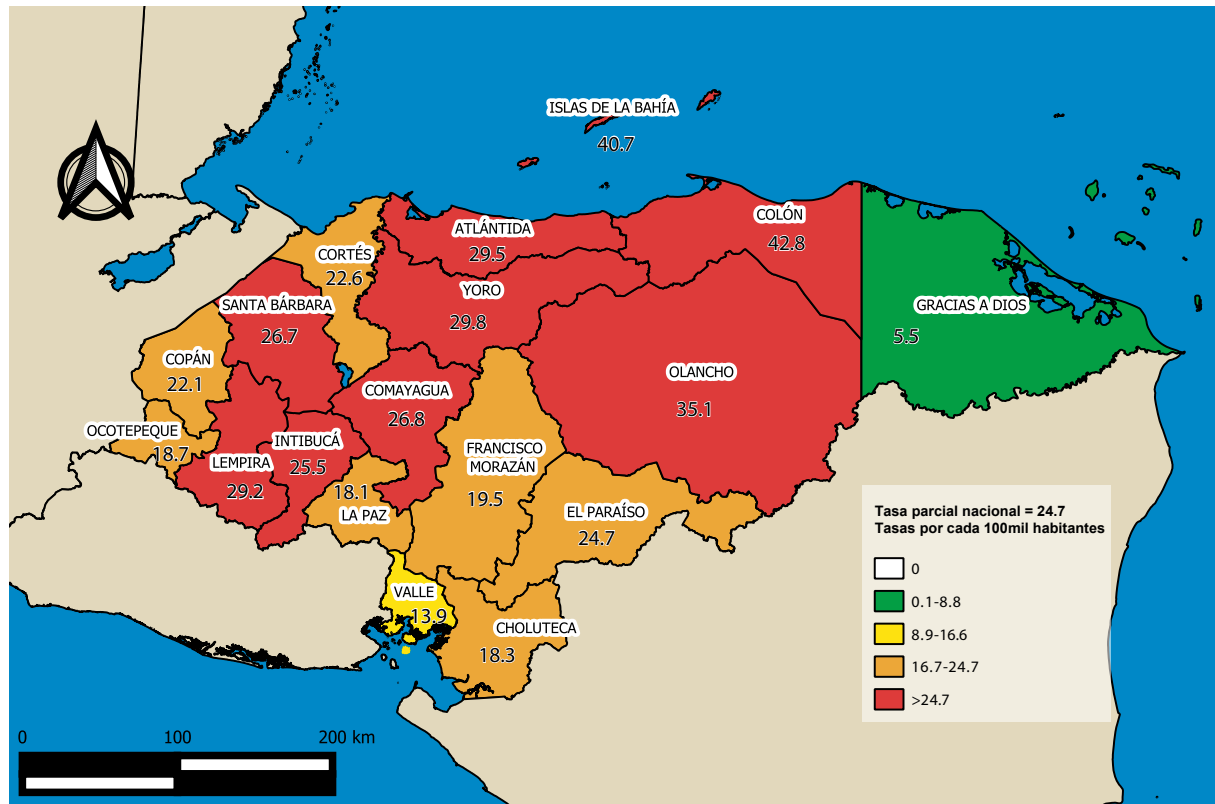 ISLAS DE LA BAHÍA
40.7
COLÓN
42.8
ATLÁNTIDA
29.5
CORTÉS
22.6
YORO
29.8
SANTA BÁRBARA
26.7
GRACIAS A DIOS
5.5
COPÁN
22.1
OLANCHO
35.1
COMAYAGUA
26.8
OCOTEPEQUE
18.7
INTIBUCÁ
25.5
LEMPIRA
29.2
FRANCISCO
MORAZÁN
19.5
18.1
LA PAZ
EL PARAÍSO
24.7
VALLE
13.9
CHOLUTECA
18.3
Tasa parcial nacional = 24.7
Tasas por cada 100mil habitantes
0
0.1-8.8
8.9-16.6
16.7-24.7
>24.7
0 100 200 km